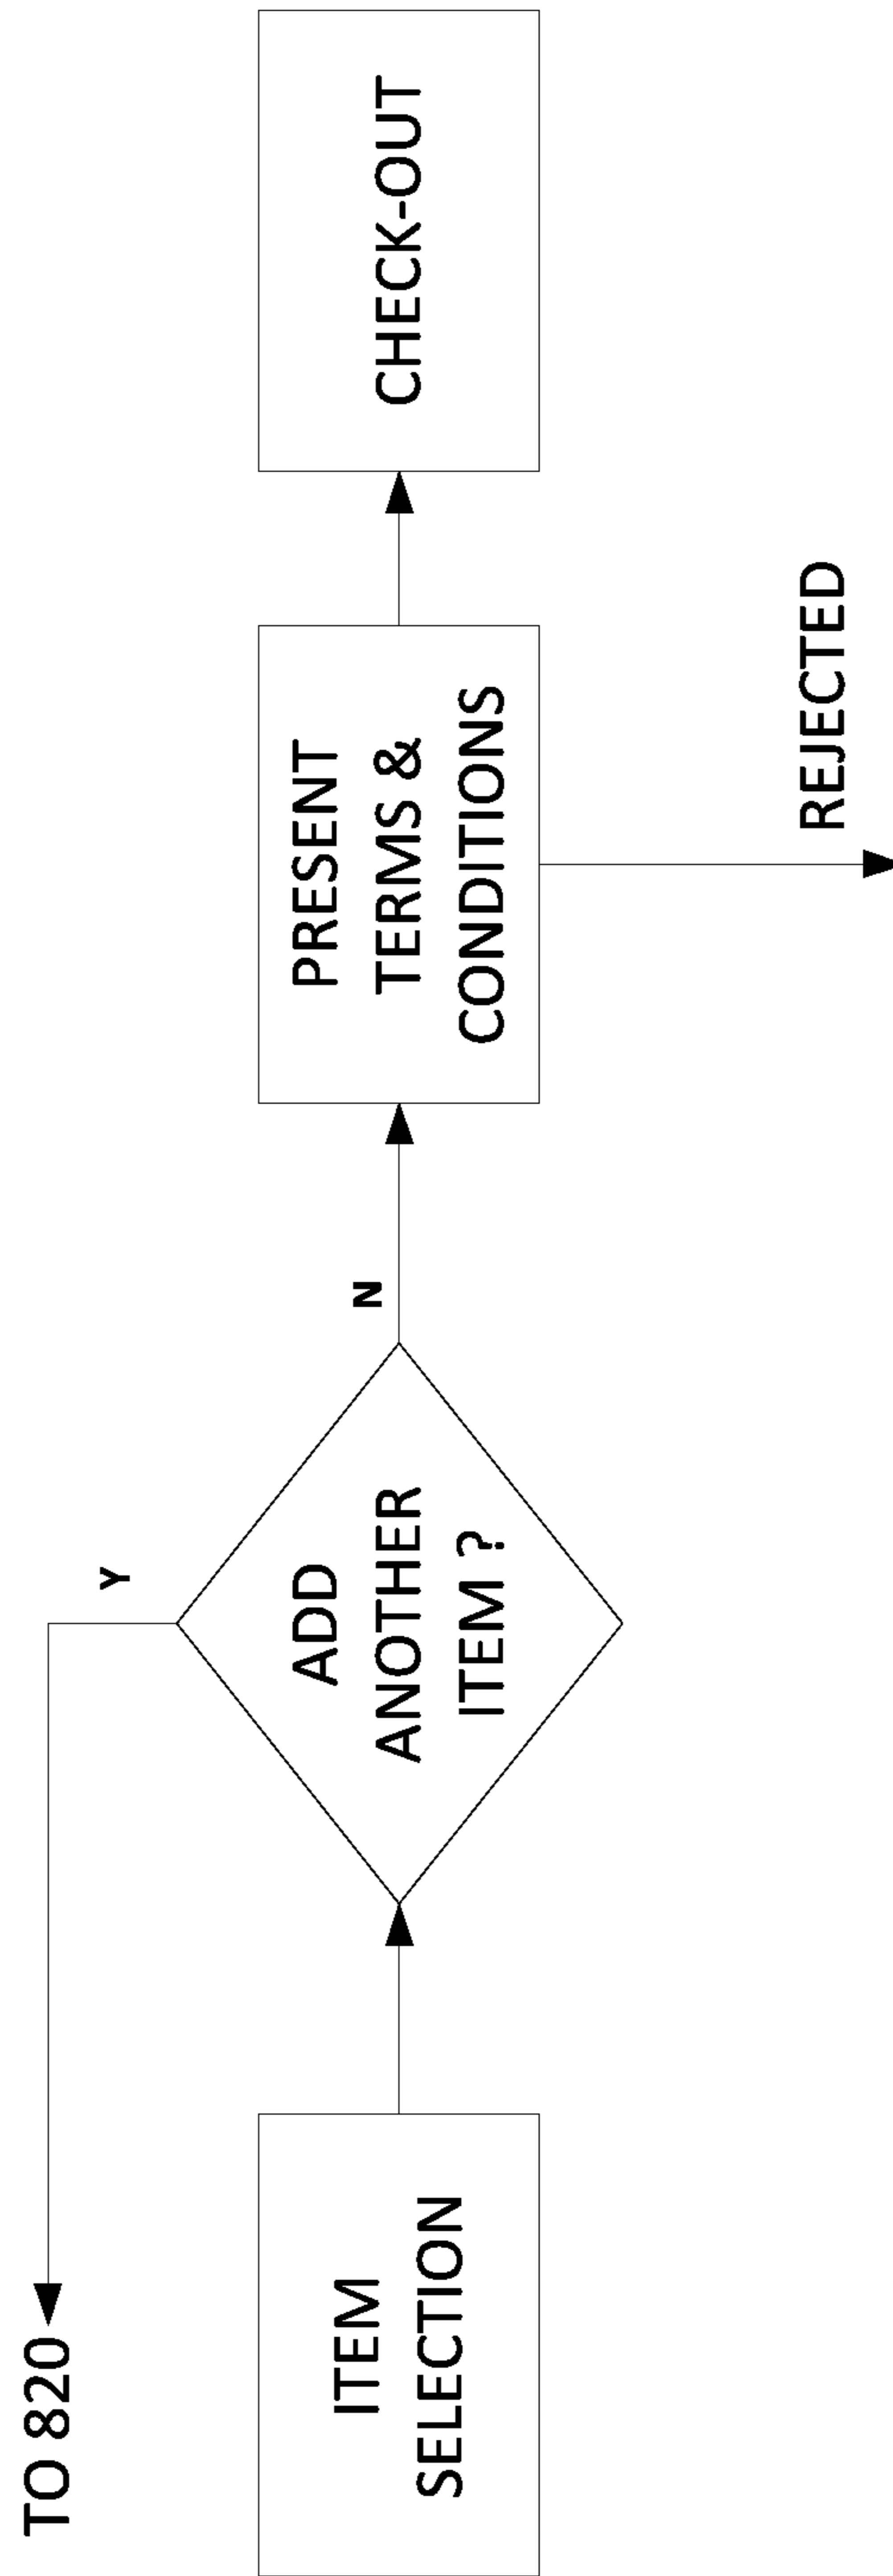 TO 820
Y
ITEM
SELECTION
ADD
ANOTHER
ITEM ?
N
PRESENT
TERMS &
CONDITIONS
CHECK-OUT
REJECTED